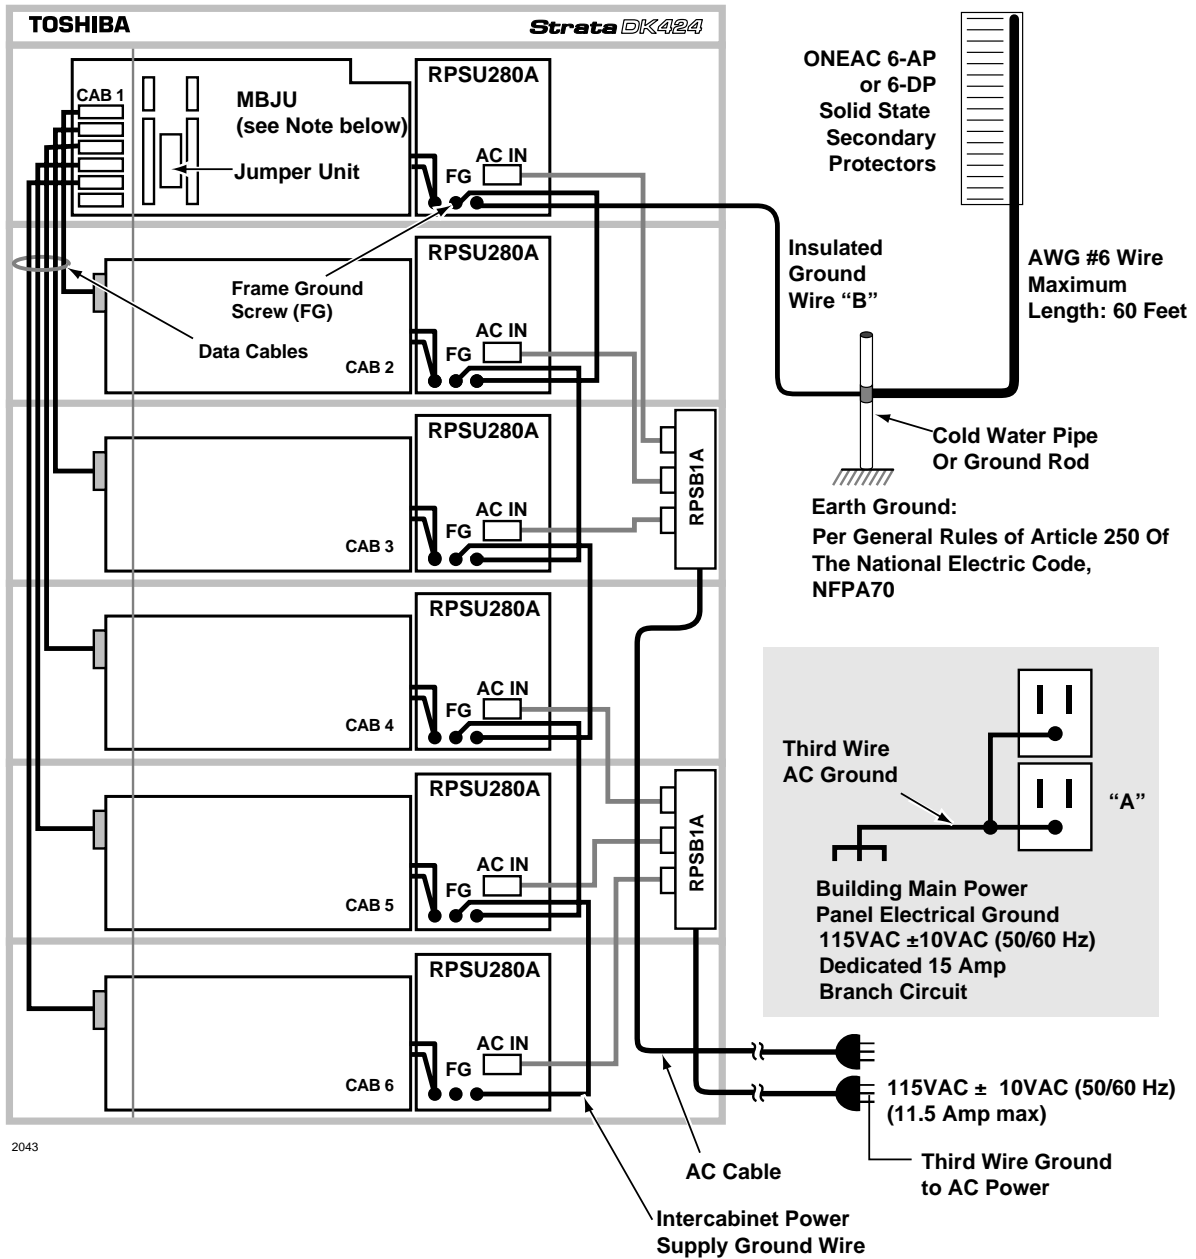 TOSHIBA
Strata DK424
RPSU280A
CAB 1
MBJU
(see Note below)
AC IN
Jumper Unit
FG
ONEAC 6-AP
or 6-DP
Solid State
Secondary
Protectors
RPSU280A
Insulated
Ground
Wire “B”
AWG #6 Wire
Maximum
Length: 60 Feet
Frame Ground
Screw (FG)
AC IN
Data Cables
FG
CAB 2
RPSU280A
RPSB1A
Cold Water Pipe
Or Ground Rod
AC IN
FG
CAB 3
Earth Ground:
Per General Rules of Article 250 Of
The National Electric Code,
NFPA70
RPSU280A
AC IN
FG
CAB 4
Third Wire
AC Ground
“A”
RPSU280A
RPSB1A
AC IN
FG
CAB 5
Building Main Power
Panel Electrical Ground
115VAC ±10VAC (50/60 Hz)
Dedicated 15 Amp
Branch Circuit
RPSU280A
AC IN
FG
CAB 6
115VAC ± 10VAC (50/60 Hz)
(11.5 Amp max)
2043
AC Cable
Third Wire Ground
to AC Power
Intercabinet Power
Supply Ground Wire